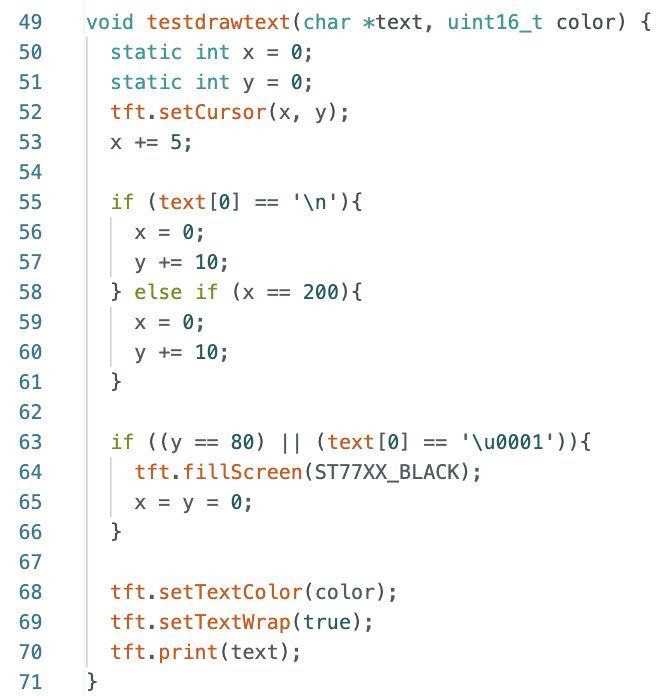 49 void testdrawtext(char *text, uint16_t color) {
50   static int x = 0;
51   static int y = 0;
52   tft.setCursor(x, y);
53   x += 5;
54
55   if (text[0] == '\n'){
56     x = 0;
57     y += 10;
58   } else if (x == 200){
59     x = 0;
60     y += 10;
61   }
62
63   if ((y == 80) || (text[0] == '\u0001')){
64     tft.fillScreen(ST77XX_BLACK);
65     x = y = 0;
66   }
67
68   tft.setTextColor(color);
69   tft.setTextWrap(true);
70   tft.print(text);
71 }